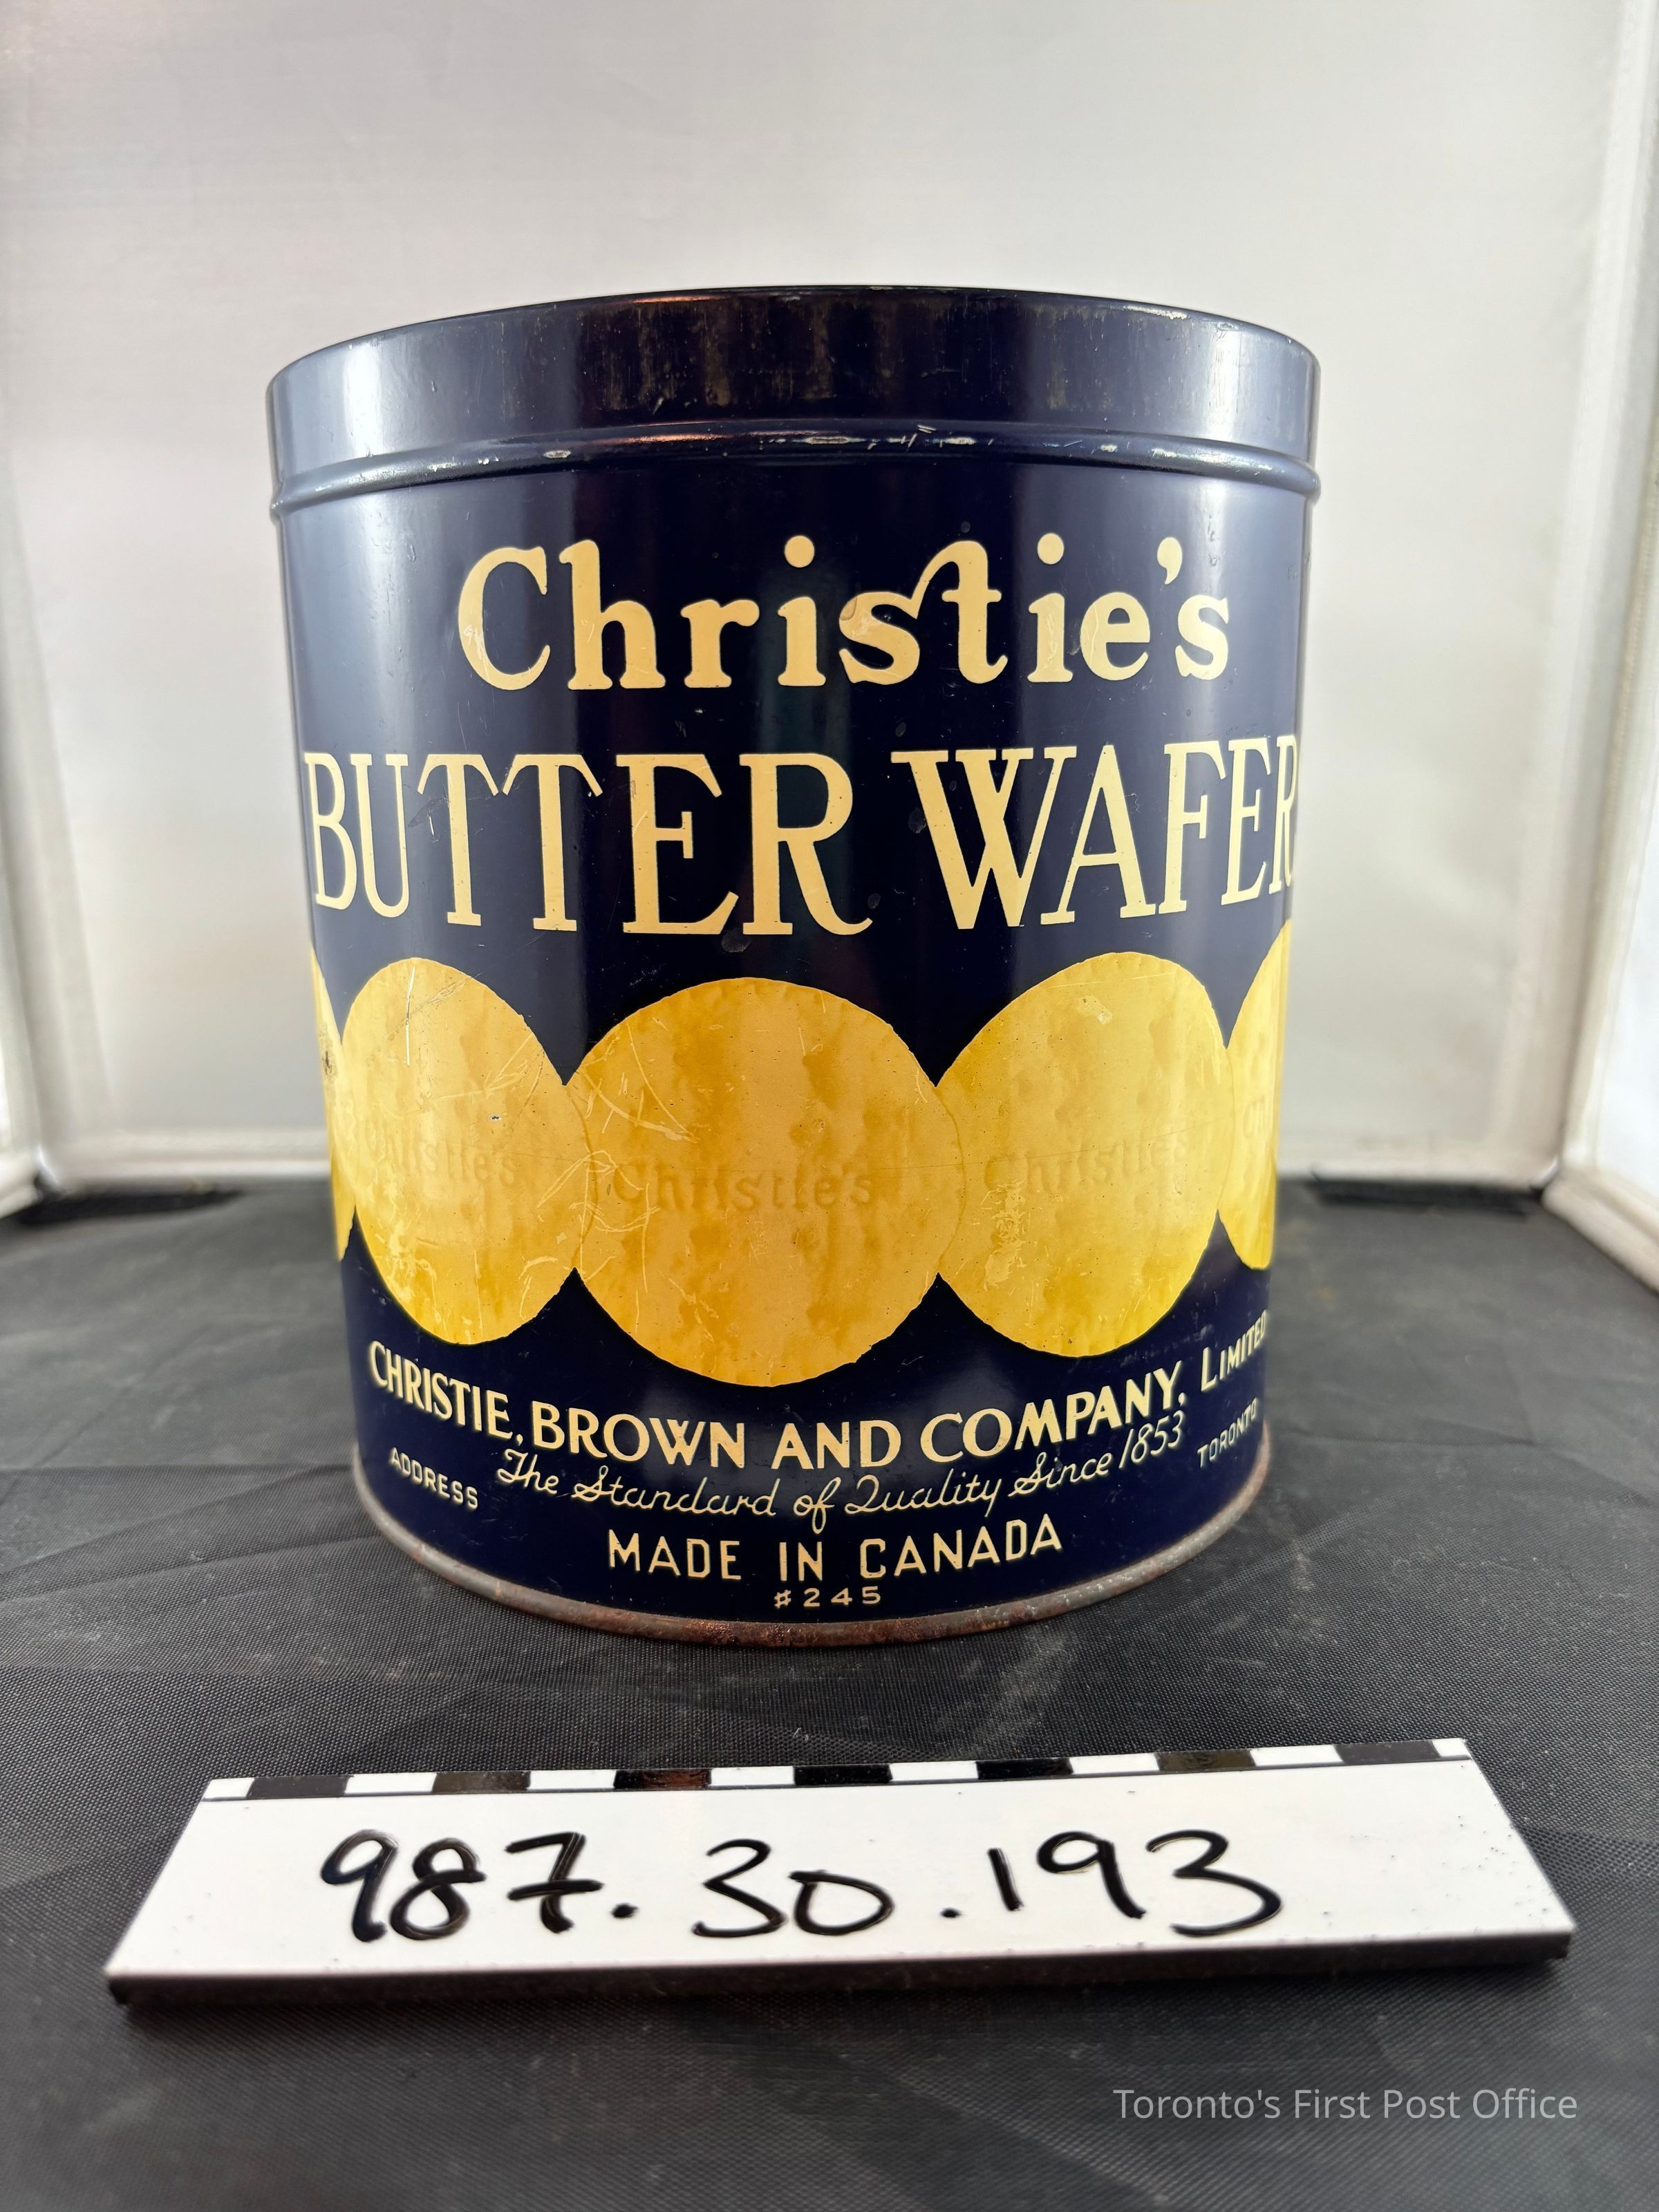 Christie's
BUTTER WAFER
Christie's Christie's Christie's
CHRISTIE, BROWN AND COMPANY, LIMITED
The Standard of Quality Since 1853
ADDRESS TORONTO
MADE IN CANADA
#245
987.30.193
Toronto's First Post Office